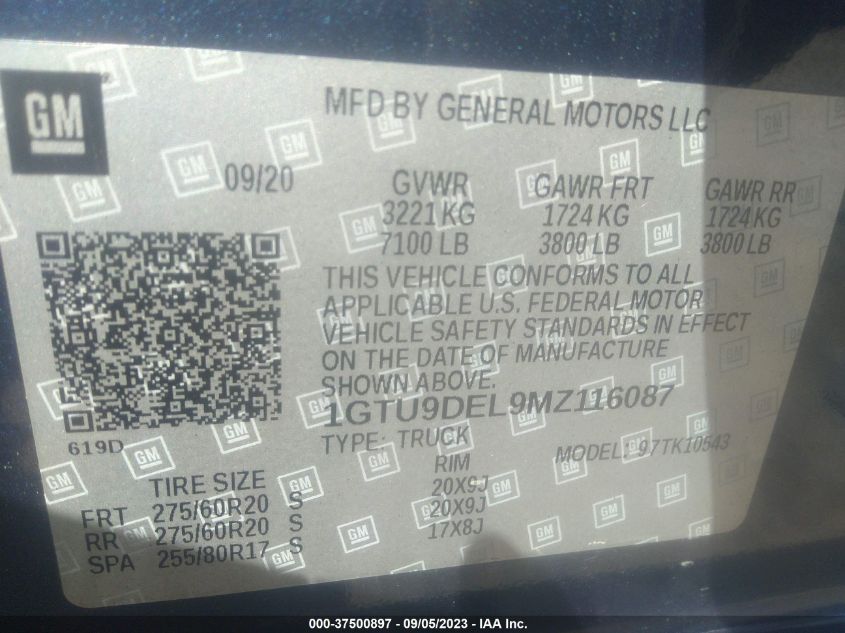 GM
MFD BY GENERAL MOTORS LLC
09/20
GVWR GAWR FRT GAWR RR
3221 KG 1724 KG 1724 KG
7100 LB 3800 LB 3800 LB
THIS VEHICLE CONFORMS TO ALL
APPLICABLE U.S. FEDERAL MOTOR
VEHICLE SAFETY STANDARDS IN EFFECT
ON THE DATE OF MANUFACTURE
SHOWN ABOVE.
1GTU9DEL9MZ116087
619D
TYPE: TRUCK MODEL: 97TK10543
TIRE SIZE RIM
FRT 275/60R20 S 20X9J
RR 275/60R20 S 20X9J
SPA 255/80R17 S 17X8J
000-37500897 - 09/05/2023 - IAA Inc.